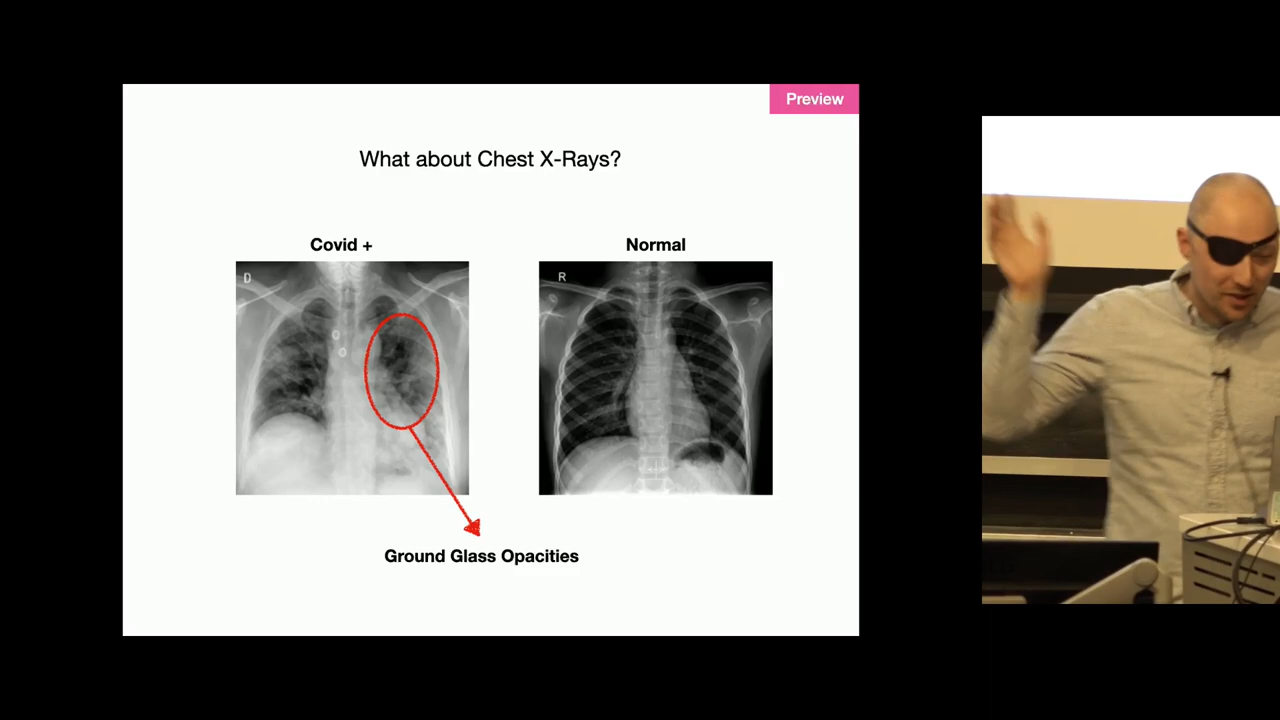 Preview
What about Chest X-Rays?
Covid +
Normal
D
R
Ground Glass Opacities